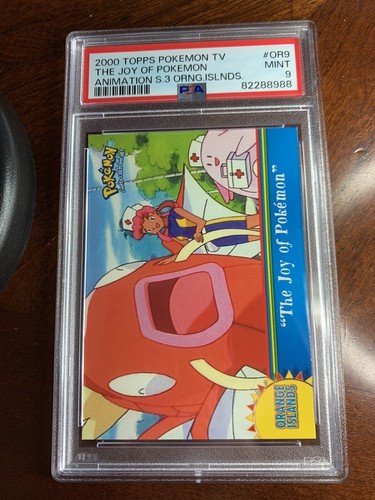 2000 TOPPS POKEMON TV
#OR9
THE JOY OF POKEMON
MINT
ANIMATION S.3 ORNG.ISLNDS.
9
PSA
82288988
POKéMON
"The Joy of Pokémon"
ORANGE
ISLANDS